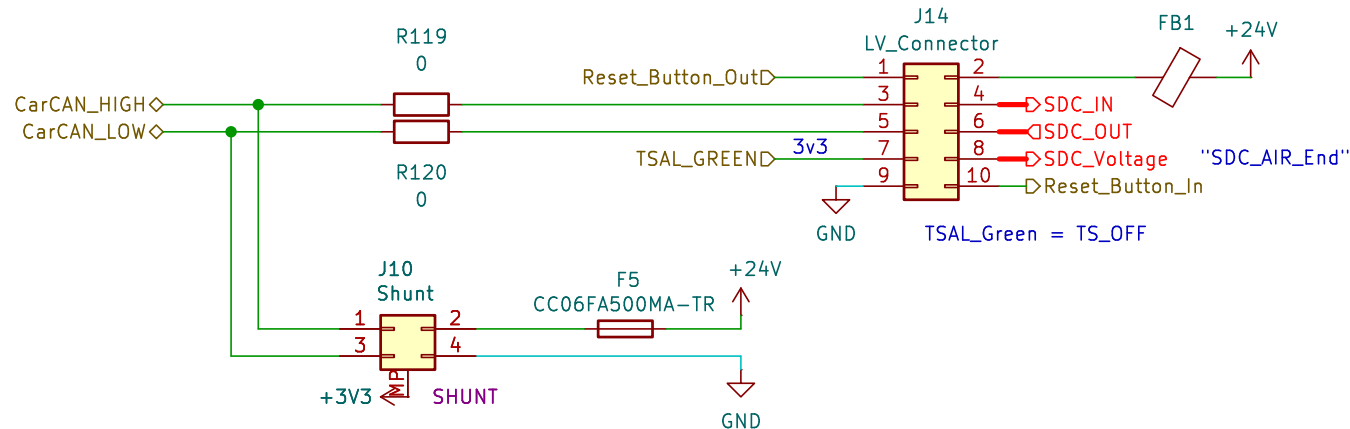 J14
LV_Connector
FB1
+24V
R119
0
Reset_Button_Out
1
2
CarCAN_HIGH
3
4
SDC_IN
CarCAN_LOW
5
6
SDC_OUT
TSAL_GREEN
3v3
7
8
SDC_Voltage
"SDC_AIR_End"
R120
0
9
10
Reset_Button_In
GND
TSAL_Green = TS_OFF
J10
Shunt
F5
CC06FA500MA-TR
+24V
1
2
3
4
MP
+3V3
SHUNT
GND